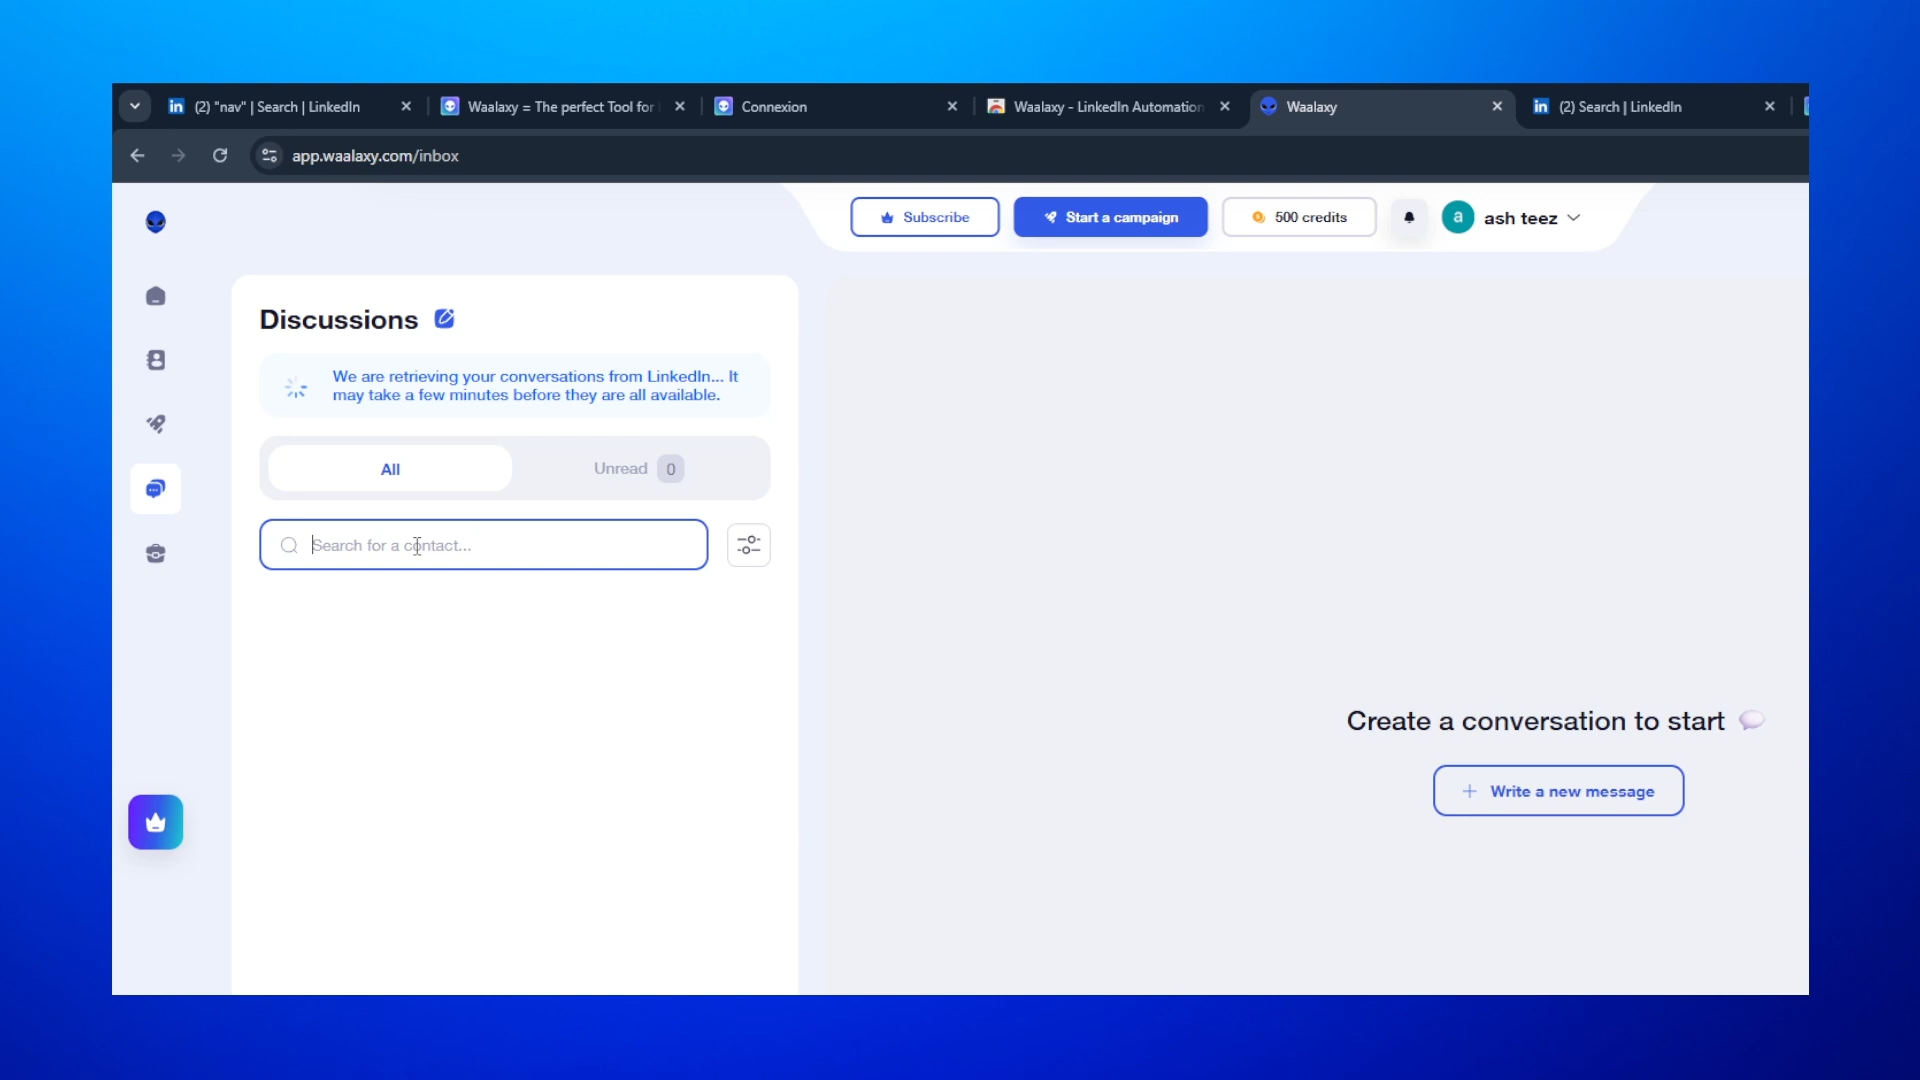 (2) "nav" | Search | LinkedIn
Waalaxy = The perfect Tool for
Connexion
Waalaxy - LinkedIn Automation
Waalaxy
(2) Search | LinkedIn
app.waalaxy.com/inbox
Subscribe
Start a campaign
500 credits
a
ash teez
Discussions
We are retrieving your conversations from LinkedIn... It
may take a few minutes before they are all available.
All
Unread 0
Search for a contact...
Create a conversation to start
+ Write a new message